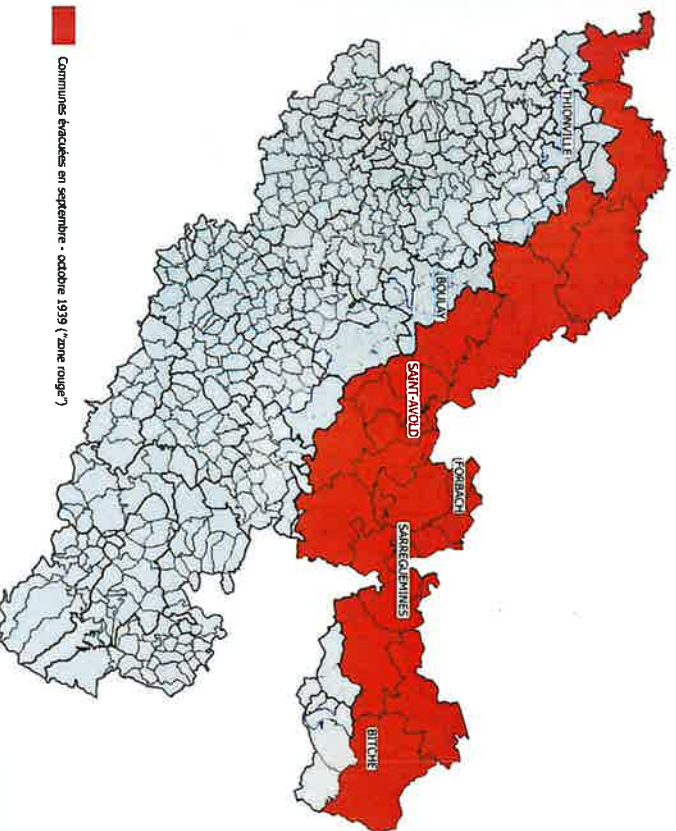 THIONVILLE
BOULAY
SAINT-AVOLD
FORBACH
SARREGUEMINES
BITCHE
Communes évacuées en septembre - octobre 1939 ("zone rouge")